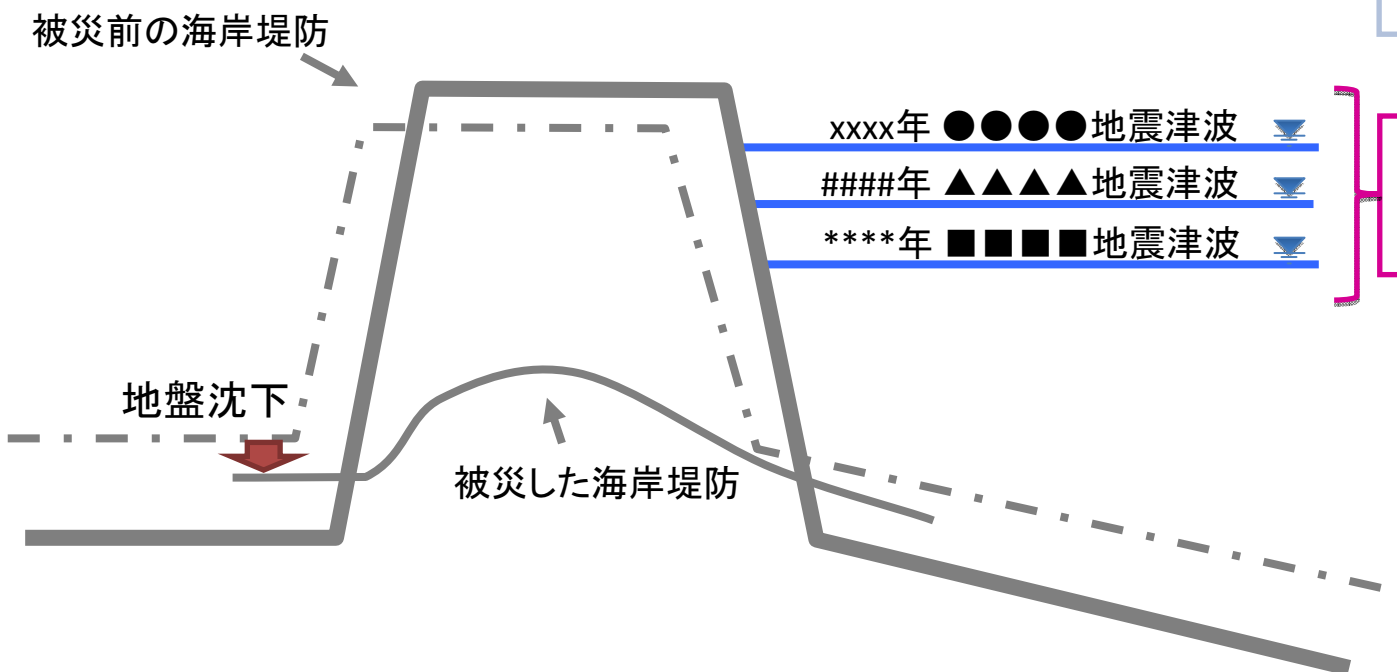 被災前の海岸堤防
xxxx年 ●●●●地震津波
####年 ▲▲▲▲地震津波
****年 ■■■■地震津波
地盤沈下
被災した海岸堤防